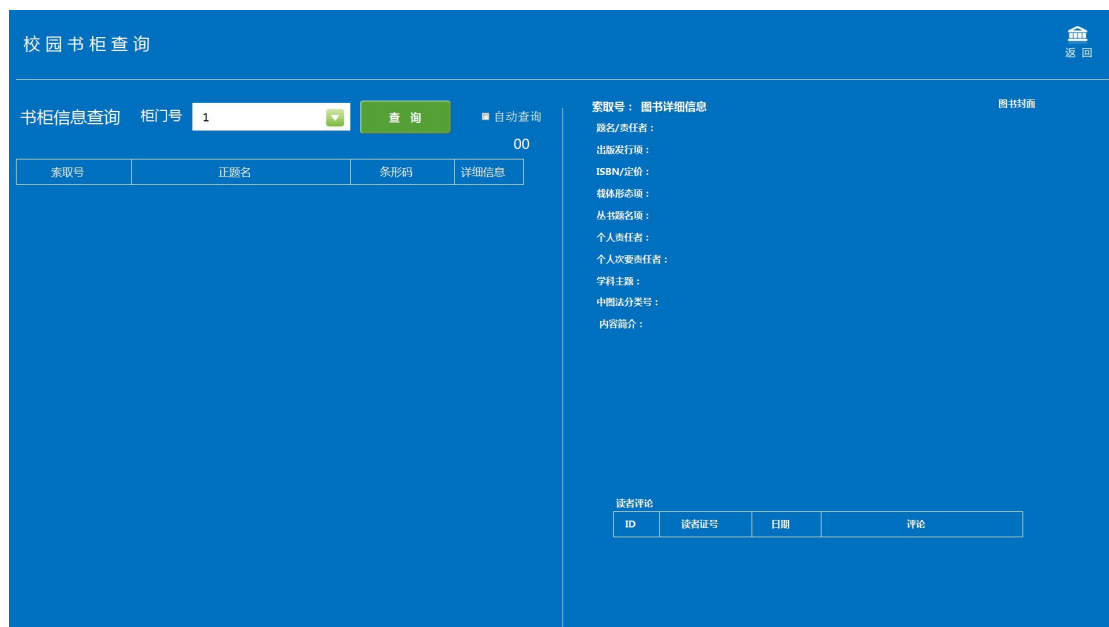 校园书柜查询
返 回
书柜信息查询 柜门号 1 查 询 自动查询
00
索取号 正题名 条形码 详细信息
索取号： 图书详细信息 图书封面
题名/责任者：
出版发行项：
ISBN/定价：
载体形态项：
丛书题名项：
个人责任者：
个人次要责任者：
学科主题：
中图法分类号：
内容简介：
读者评论
ID 读者证号 日期 评论